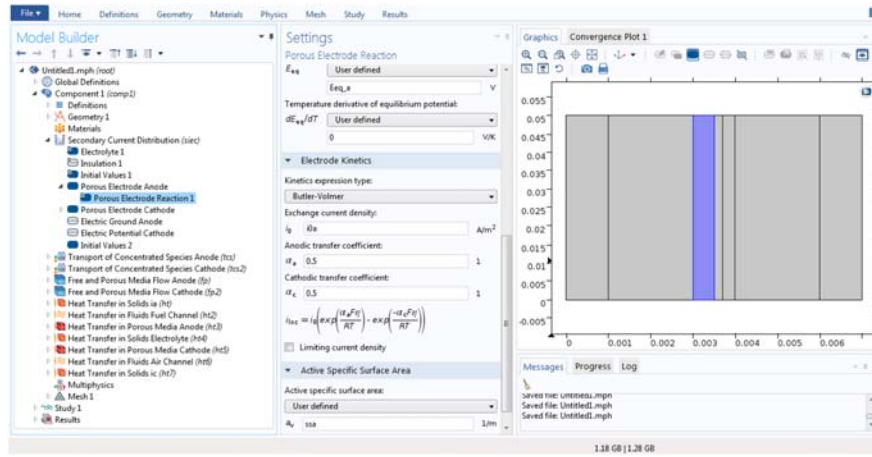 File Home Definitions Geometry Materials Physics Mesh Study Results
Model Builder
Untitled1.mph (root)
Global Definitions
Component 1 (comp1)
Definitions
Geometry 1
Materials
Secondary Current Distribution (siec)
Electrolyte 1
Insulation 1
Initial Values 1
Porous Electrode Anode
Porous Electrode Reaction 1
Porous Electrode Cathode
Electric Ground Anode
Electric Potential Cathode
Initial Values 2
Transport of Concentrated Species Anode (tcs)
Transport of Concentrated Species Cathode (tcs2)
Free and Porous Media Flow Anode (fp)
Free and Porous Media Flow Cathode (fp2)
Heat Transfer in Solids ia (ht)
Heat Transfer in Fluids Fuel Channel (ht2)
Heat Transfer in Porous Media Anode (ht3)
Heat Transfer in Solids Electrolyte (ht4)
Heat Transfer in Porous Media Cathode (ht5)
Heat Transfer in Fluids Air Channel (ht6)
Heat Transfer in Solids ic (ht7)
Multiphysics
Mesh 1
Study 1
Results
Settings
Porous Electrode Reaction
E_eq User defined
Eeq_a V
Temperature derivative of equilibrium potential:
dE_eq/dT User defined
0 V/K
Electrode Kinetics
Kinetics expression type:
Butler-Volmer
Exchange current density:
i₀ i0a A/m²
Anodic transfer coefficient:
α_a 0.5 1
Cathodic transfer coefficient:
α_c 0.5 1
i_loc = i₀(exp(α_aFη/RT) - exp(-α_cFη/RT))
Limiting current density
Active Specific Surface Area
Active specific surface area:
User defined
a_v ssa 1/m
Graphics Convergence Plot 1
0.055
0.05
0.045
0.04
0.035
0.03
0.025
0.02
0.015
0.01
0.005
0
-0.005
0 0.001 0.002 0.003 0.004 0.005 0.006
Messages Progress Log
Saved file: Untitled1.mph
Saved file: Untitled1.mph
Saved file: Untitled1.mph
1.18 GB | 1.28 GB